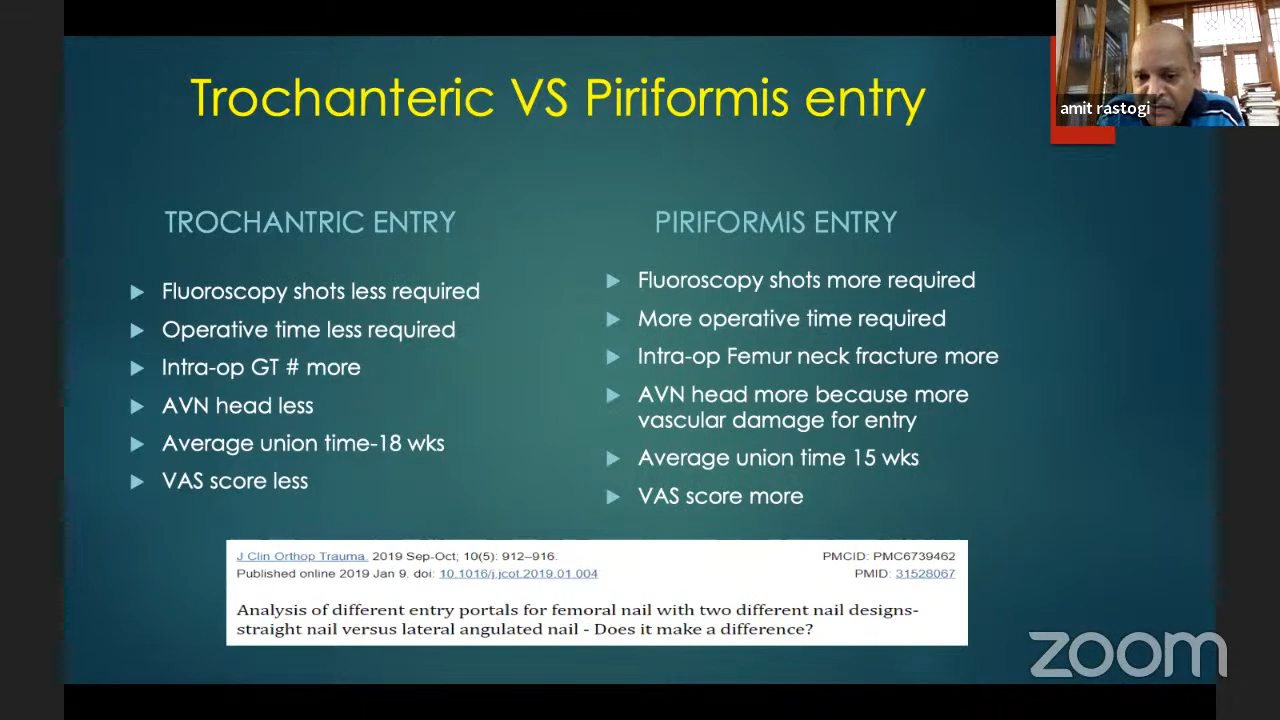 Trochanteric VS Piriformis entry
amit rastogi
TROCHANTRIC ENTRY
Fluoroscopy shots less required
Operative time less required
Intra-op GT # more
AVN head less
Average union time-18 wks
VAS score less
PIRIFORMIS ENTRY
Fluoroscopy shots more required
More operative time required
Intra-op Femur neck fracture more
AVN head more because more
vascular damage for entry
Average union time 15 wks
VAS score more
J Clin Orthop Trauma. 2019 Sep-Oct; 10(5): 912–916.
Published online 2019 Jan 9. doi: 10.1016/j.jcot.2019.01.004
PMCID: PMC6739462
PMID: 31528067
Analysis of different entry portals for femoral nail with two different nail designs-
straight nail versus lateral angulated nail - Does it make a difference?
zoom